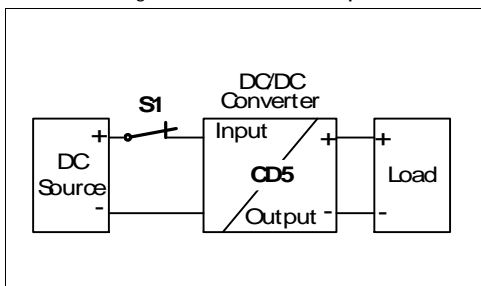 DC/DC
Converter
S1
+
Input
+
+
DC
Source
CD5
Load
-
Output
-
-